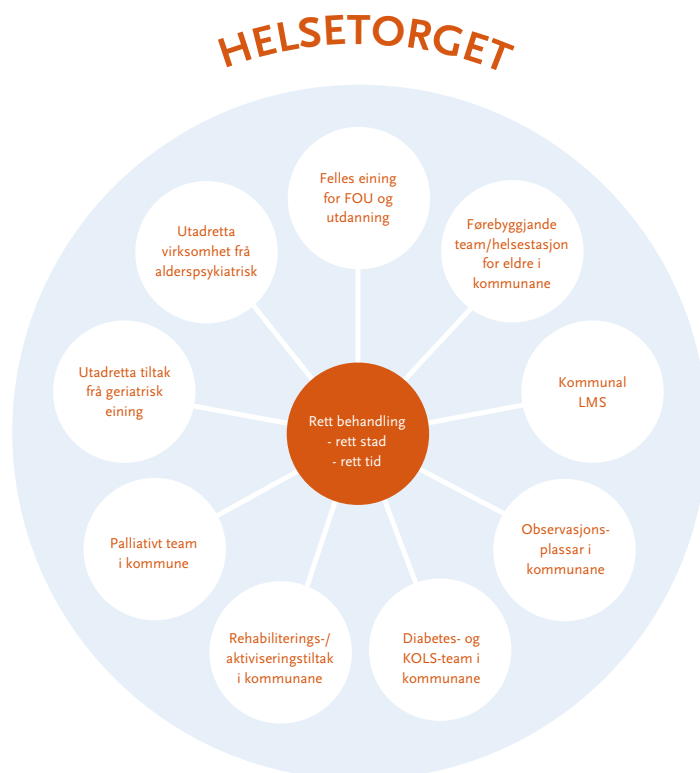 HELSETORGET
Felles eining
for FOU og
utdanning
Førebyggjande
team/helsestasjon
for eldre i
kommunane
Kommunal
LMS
Observasjons-
plassar i
kommunane
Diabetes- og
KOLS-team i
kommunane
Rehabiliterings-/
aktiviseringstiltak
i kommunane
Palliativt team
i kommune
Utadretta tiltak
frå geriatrisk
eining
Utadretta
virksomhet frå
alderspsykiatrisk
Rett behandling
- rett stad
- rett tid